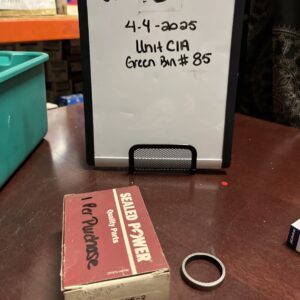 4-4-2025
Unit C1A
Green Bin # 85
SEALED POWER
Quality Parts
1 Per Purchase